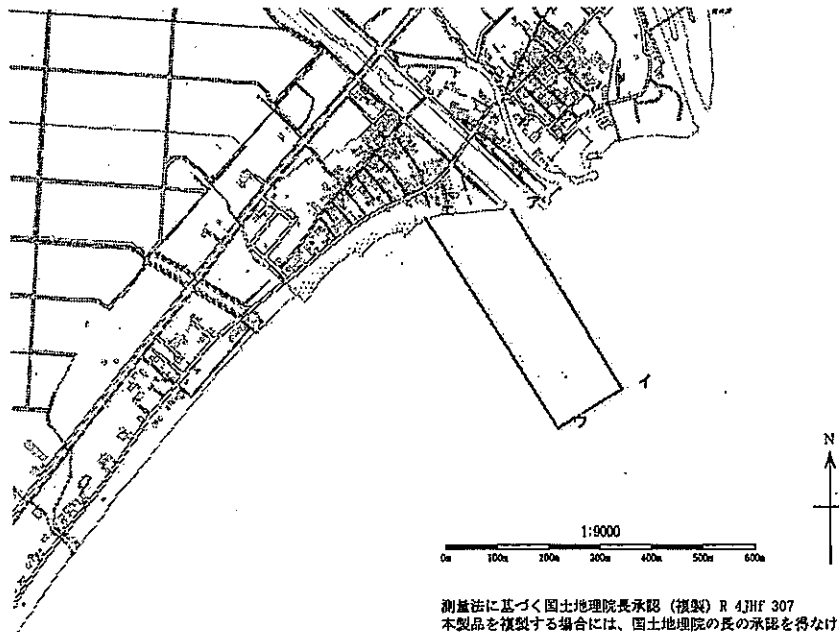 ア
エ
イ
ウ
N
1:9000
0m 100m 200m 300m 400m 500m 600m
測量法に基づく国土地理院長承認（複製）R 4JHf 307
本製品を複製する場合には、国土地理院の長の承認を得なけ